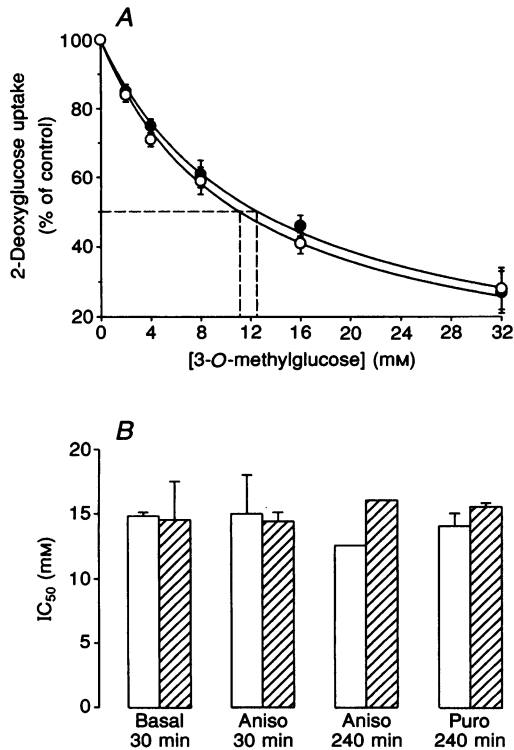 A
2-Deoxyglucose uptake
(% of control)
100
80
60
40
20
0 4 8 12 16 20 24 28 32
[3-O-methylglucose] (mM)
B
IC50 (mM)
20
15
10
5
0
Basal Aniso Aniso Puro
30 min 30 min 240 min 240 min